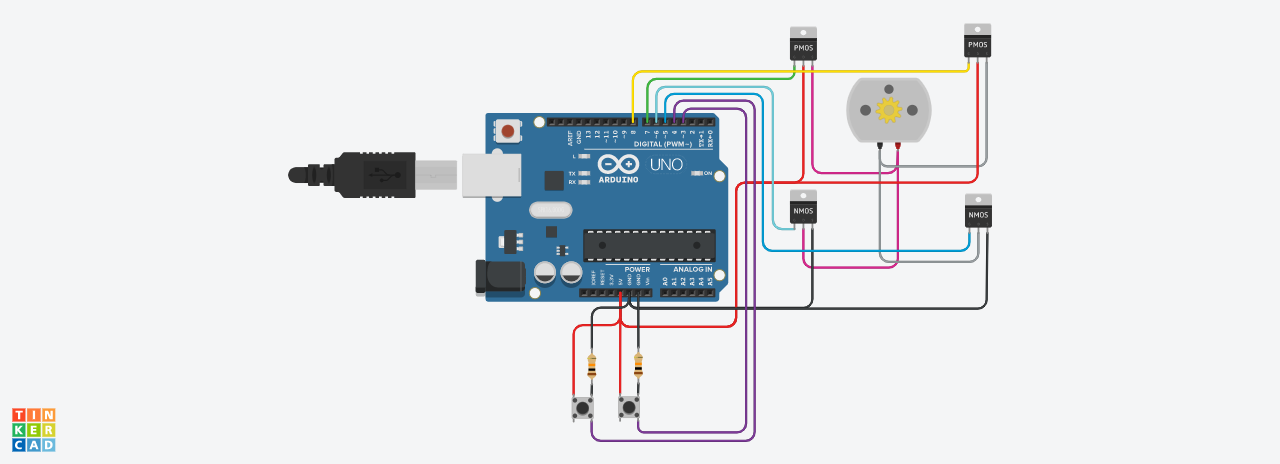 PMOS
PMOS
AREF
GND
13
12
~11
~10
~9
8
7
~6
~5
4
~3
2
TX→1
RX←0
DIGITAL (PWM~)
L
TX
RX
UNO
ARDUINO
ON
NMOS
NMOS
POWER
ANALOG IN
IOREF
RESET
3.3V
5V
GND
GND
Vin
A0
A1
A2
A3
A4
A5
TIN
KER
CAD